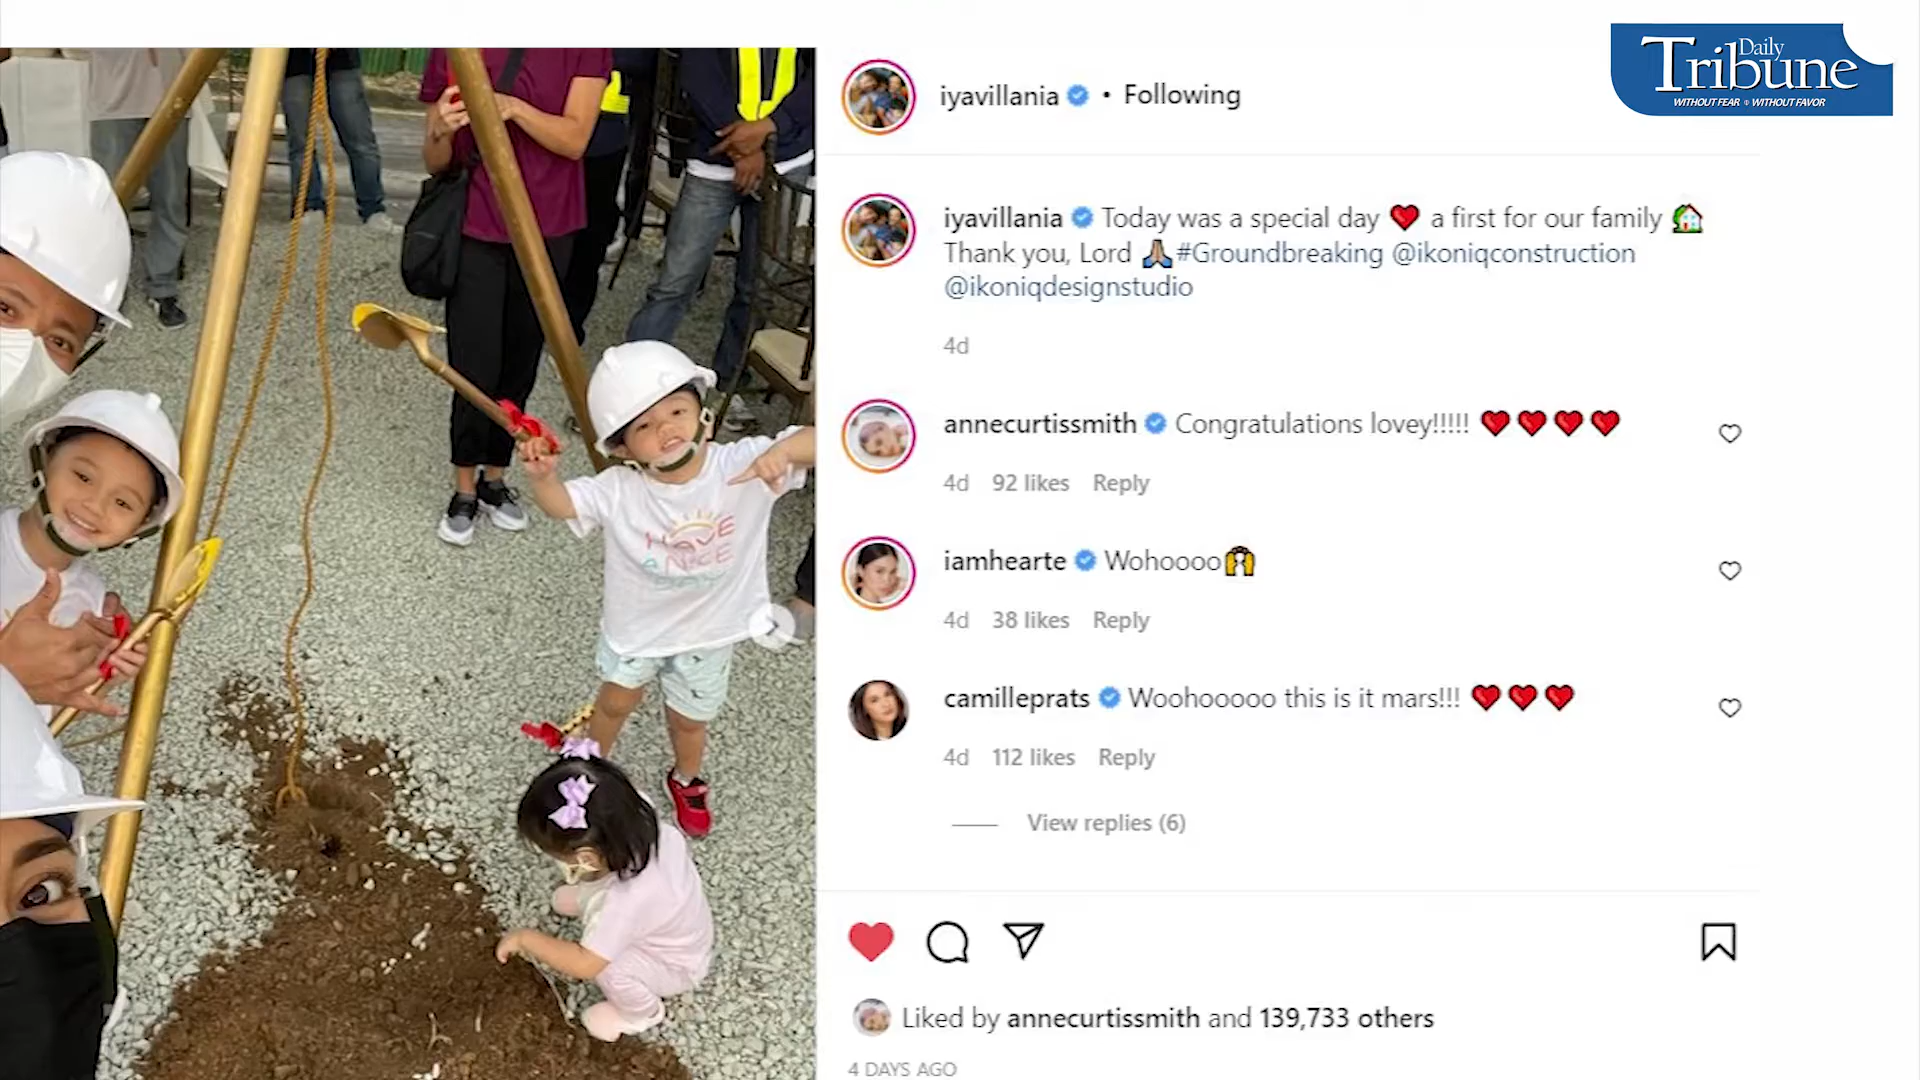 Daily
Tribune
WITHOUT FEAR WITHOUT FAVOR
iyavillania • Following
iyavillania Today was a special day ❤️ a first for our family 🏡
Thank you, Lord 🙏🏽 #Groundbreaking @ikoniqconstruction
@ikoniqdesignstudio
4d
annecurtissmith Congratulations lovey!!!!! ❤️❤️❤️❤️
4d 92 likes Reply
iamhearte Wohoooo🙌
4d 38 likes Reply
camilleprats Woohooooo this is it mars!!! ❤️❤️❤️
4d 112 likes Reply
View replies (6)
Liked by annecurtissmith and 139,733 others
4 DAYS AGO
HAVE
A NICE